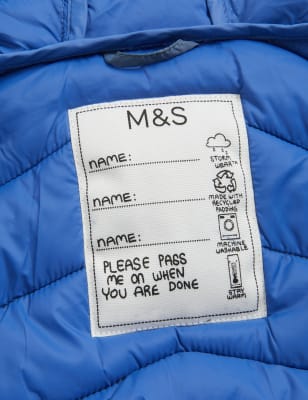 M&S
NAME:
STORM
WEAR™
NAME:
MADE WITH
RECYCLED
PADDING
NAME:
MACHINE
WASHABLE
PLEASE PASS
ME ON WHEN
YOU ARE DONE
STAY
WARM